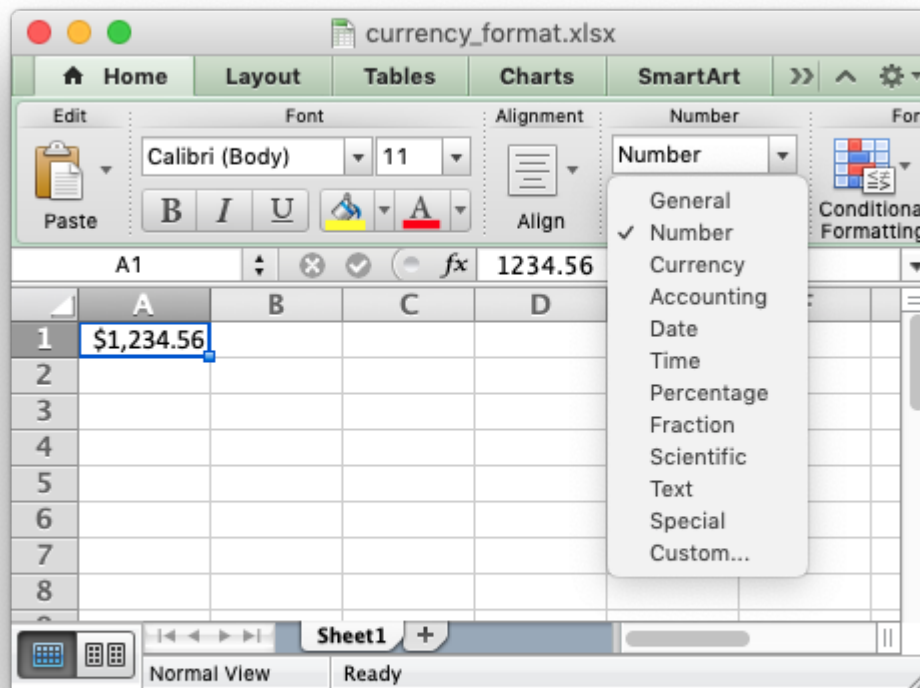 currency_format.xlsx
Home Layout Tables Charts SmartArt
Edit Font Alignment Number For
Calibri (Body) 11 Number
Paste B I U A Align Conditiona
Formatting
General
Number
Currency
Accounting
Date
Time
Percentage
Fraction
Scientific
Text
Special
Custom...
A1 fx 1234.56
A B C D
1 $1,234.56
2
3
4
5
6
7
8
Sheet1 +
Normal View Ready